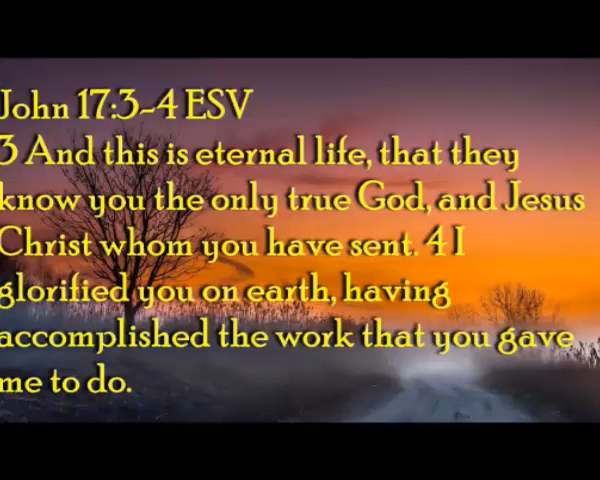 John 17:3-4 ESV
3 And this is eternal life, that they
know you the only true God, and Jesus
Christ whom you have sent. 4 I
glorified you on earth, having
accomplished the work that you gave
me to do.